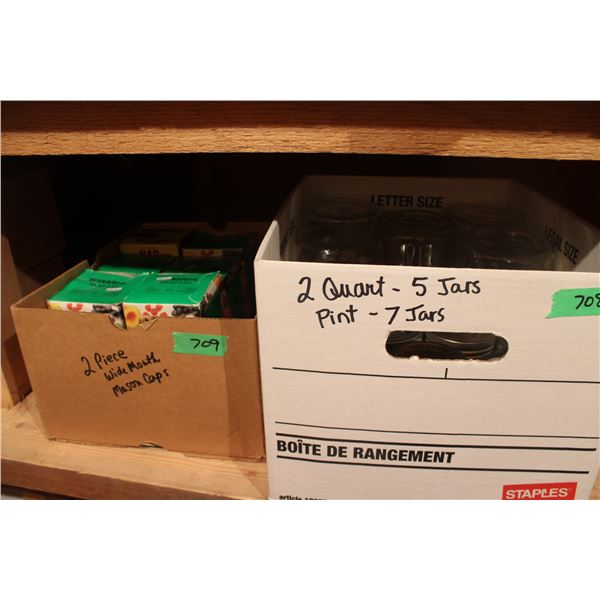 2 Piece
Wide Mouth
Mason Caps
709
LETTER SIZE
LEGAL SIZE
2 Quart - 5 Jars
Pint - 7 Jars
708
BOÎTE DE RANGEMENT
STAPLES